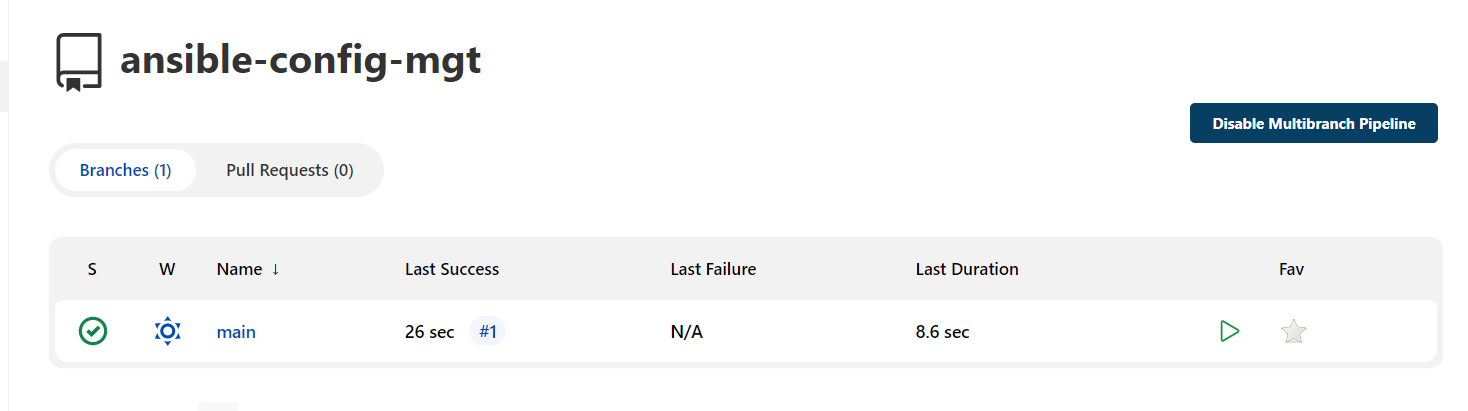 ansible-config-mgt
Disable Multibranch Pipeline
Branches (1) Pull Requests (0)
S W Name ↓ Last Success Last Failure Last Duration Fav
main 26 sec #1 N/A 8.6 sec